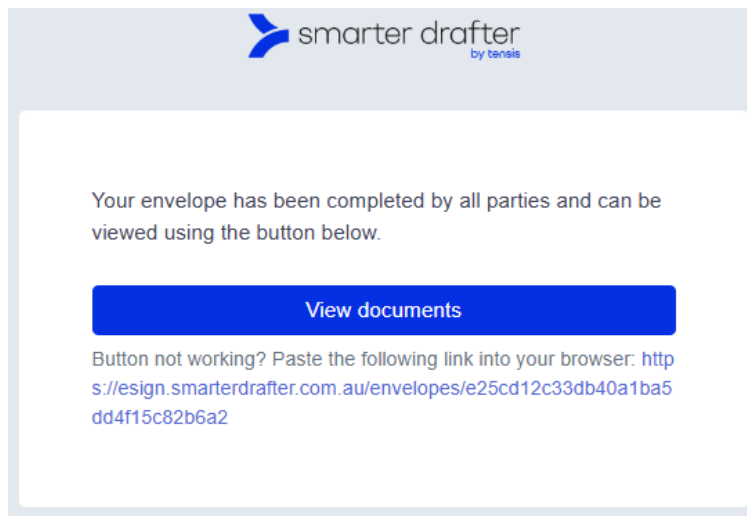 smarter drafter
by tensis
Your envelope has been completed by all parties and can be
viewed using the button below.
View documents
Button not working? Paste the following link into your browser: http
s://esign.smarterdrafter.com.au/envelopes/e25cd12c33db40a1ba5
dd4f15c82b6a2